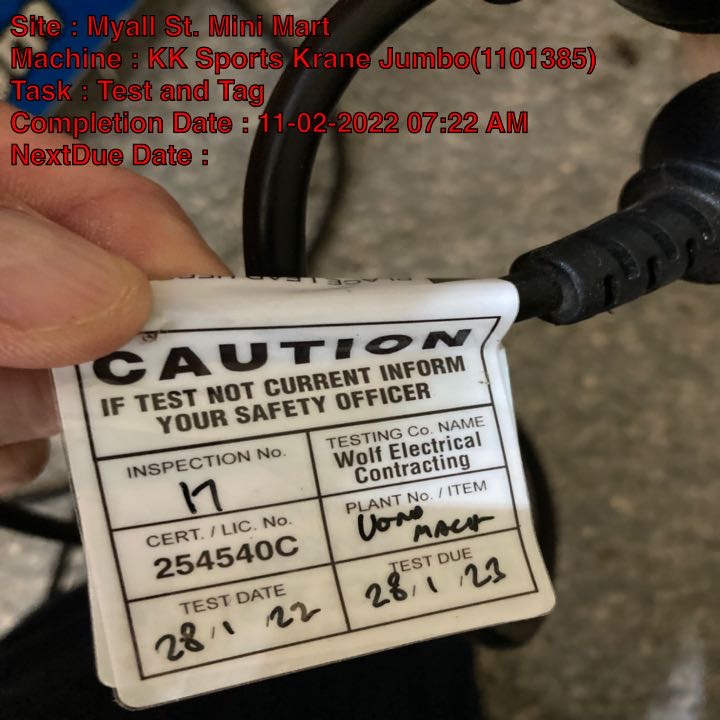 Site : Myall St. Mini Mart
Machine : KK Sports Krane Jumbo(1101385)
Task : Test and Tag
Completion Date : 11-02-2022 07:22 AM
NextDue Date :
CAUTION
IF TEST NOT CURRENT INFORM
YOUR SAFETY OFFICER
INSPECTION No.
17
TESTING Co. NAME
Wolf Electrical
Contracting
CERT. / LIC. No.
254540C
PLANT No. / ITEM
MACH
TEST DATE
28/1/22
TEST DUE
28/1/23